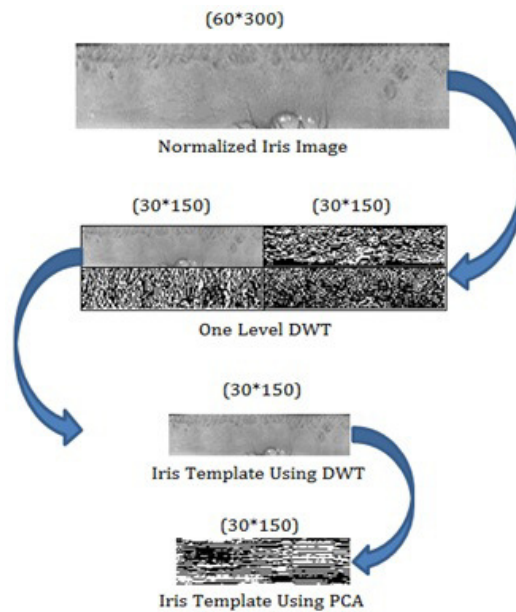 (60*300)
Normalized Iris Image
(30*150) (30*150)
One Level DWT
(30*150)
Iris Template Using DWT
(30*150)
Iris Template Using PCA